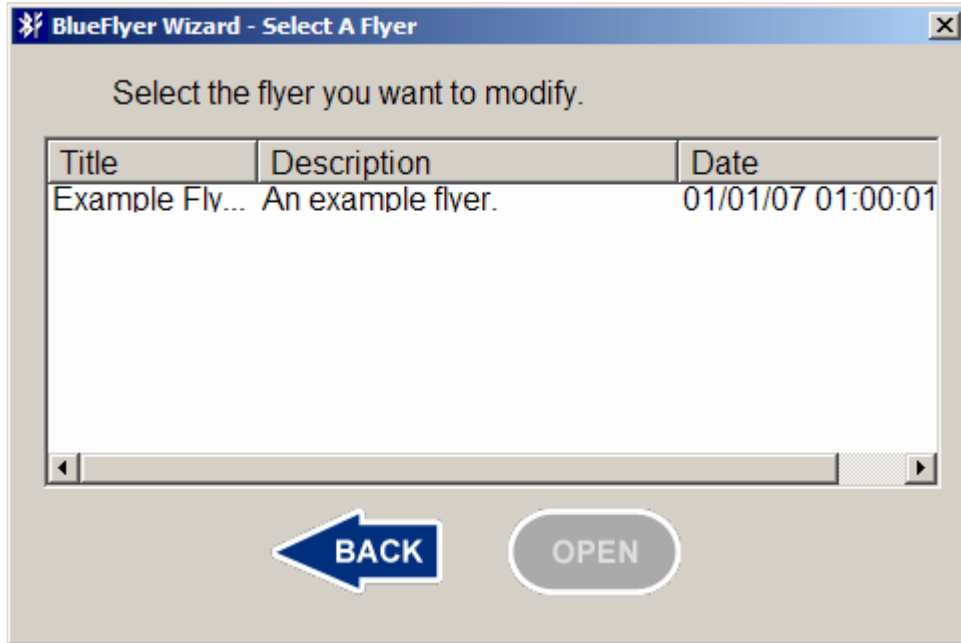 BlueFlyer Wizard - Select A Flyer
Select the flyer you want to modify.
Title Description Date
Example Fly... An example flyer. 01/01/07 01:00:01
BACK OPEN